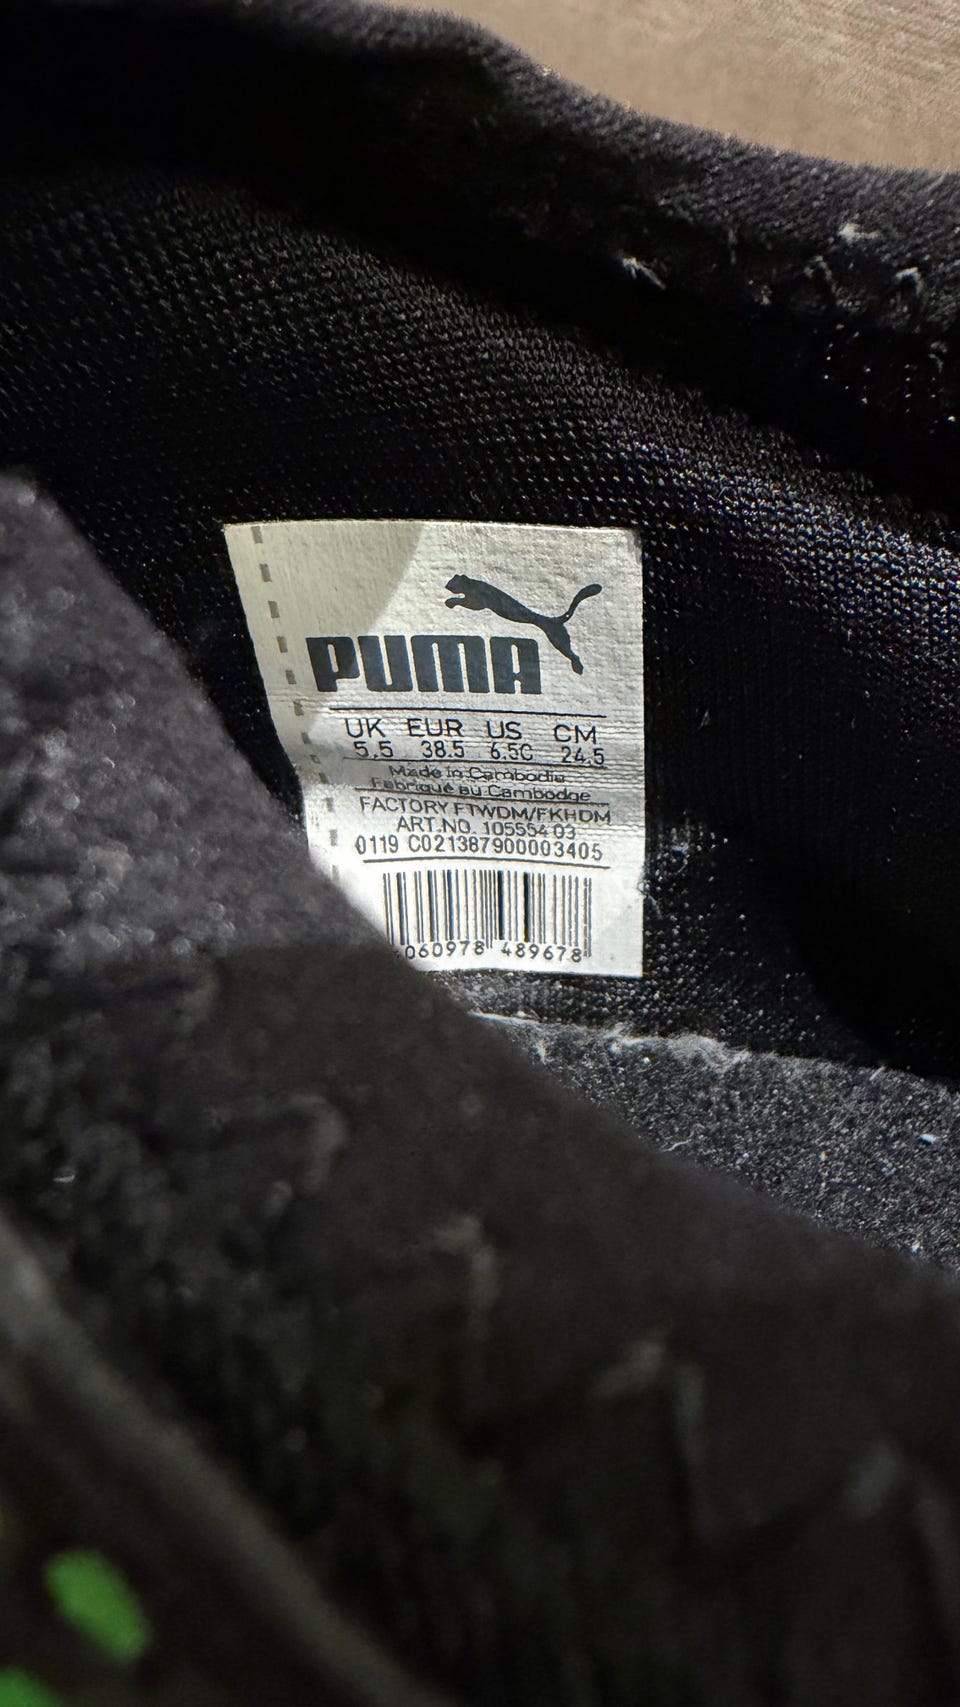 PUMA
UK EUR US CM
5.5 38.5 6.5C 24.5
Made in Cambodia
Fabriqué au Cambodge
FACTORY FTWDM/FKHDM
ART.NO. 105554 03
0119 C021387900003405
060978 489678